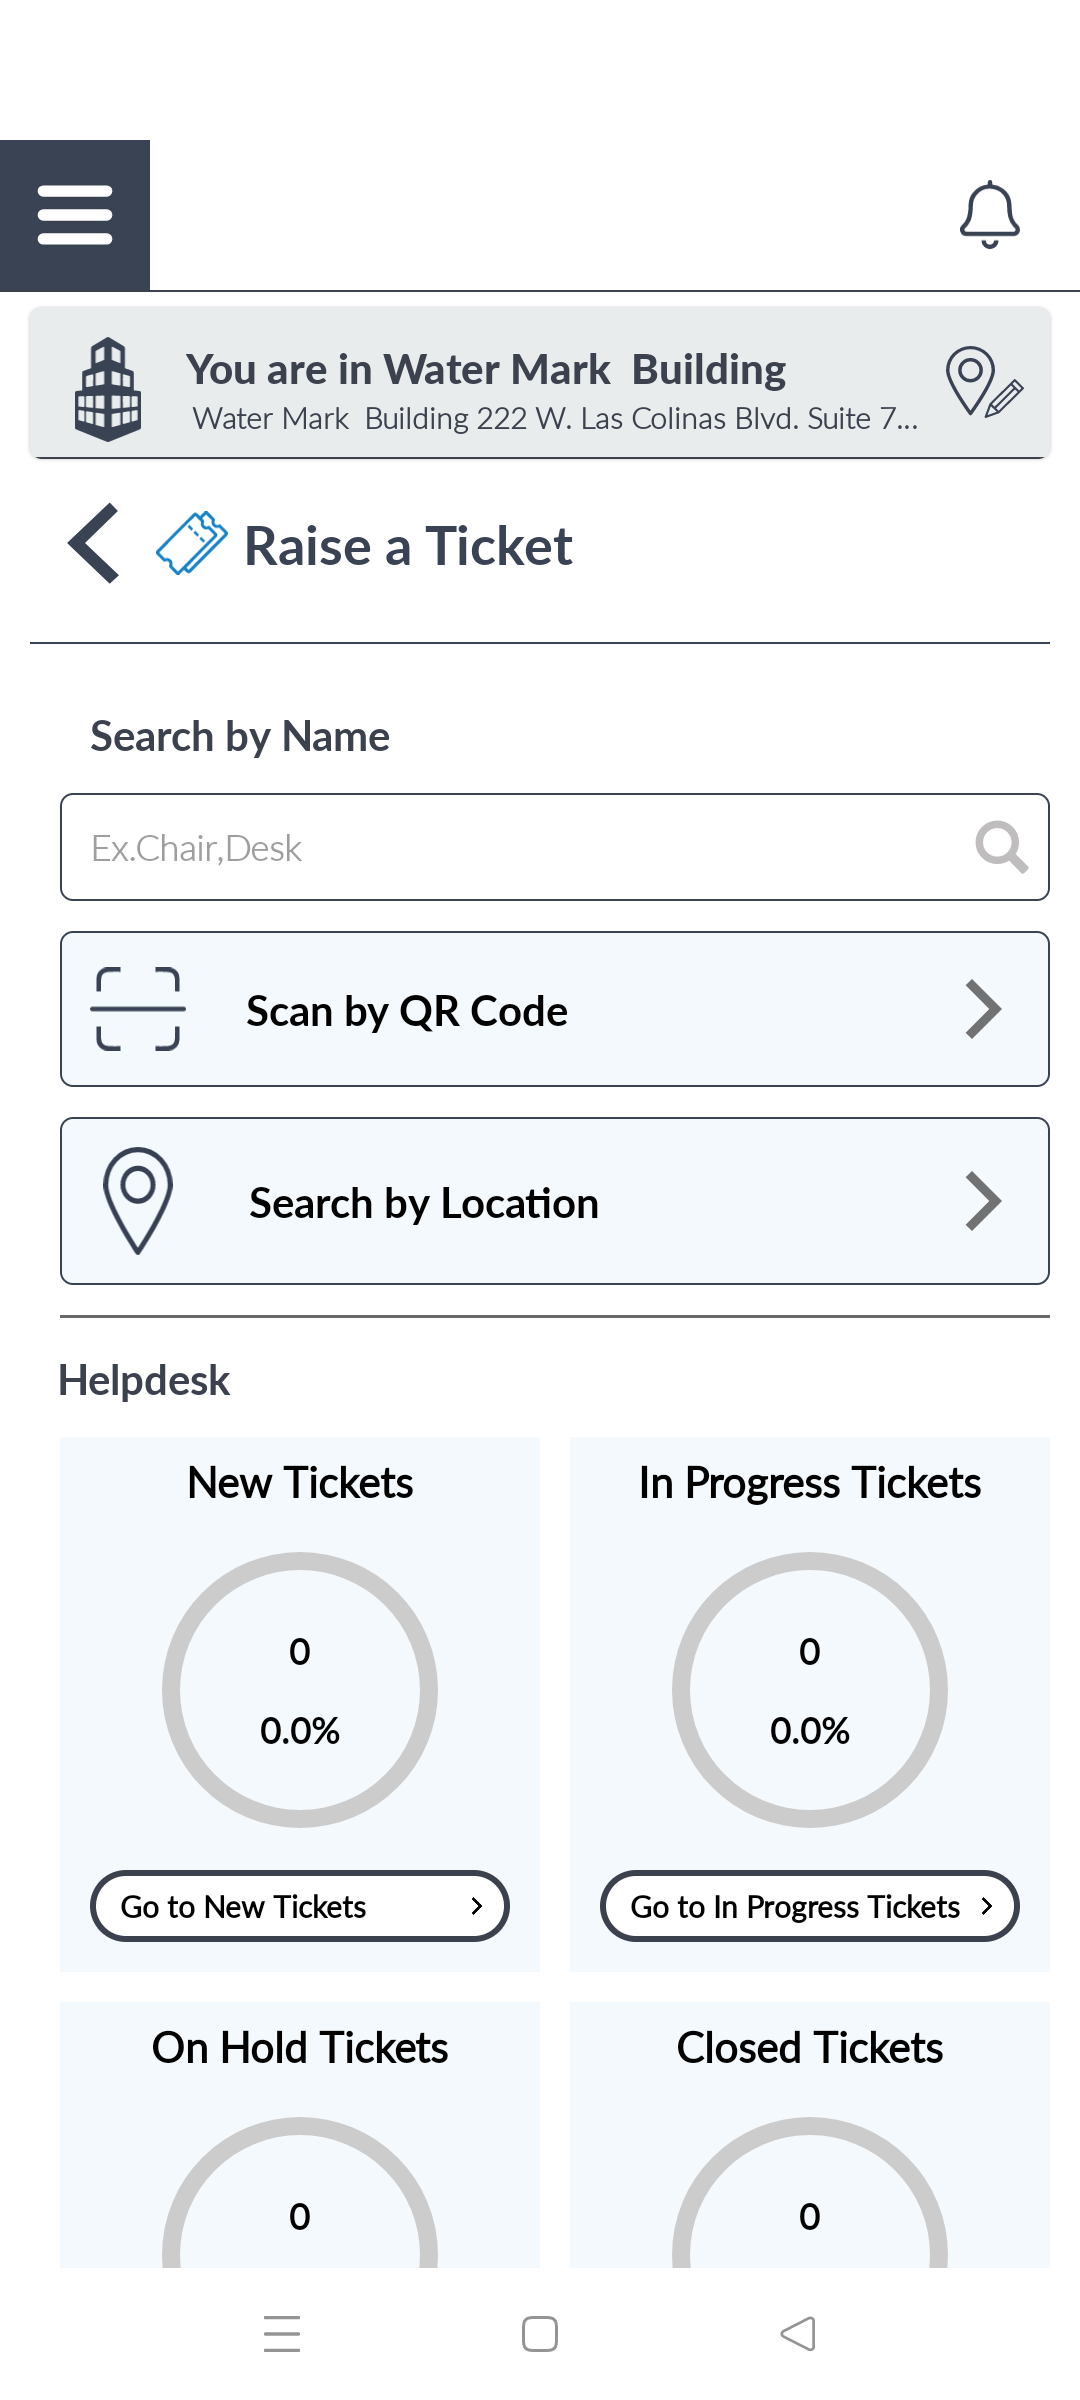 You are in Water Mark  Building
Water Mark  Building 222 W. Las Colinas Blvd. Suite 7...
Raise a Ticket
Search by Name
Ex.Chair,Desk
Scan by QR Code
Search by Location
Helpdesk
New Tickets
0
0.0%
Go to New Tickets
In Progress Tickets
0
0.0%
Go to In Progress Tickets
On Hold Tickets
0
Closed Tickets
0